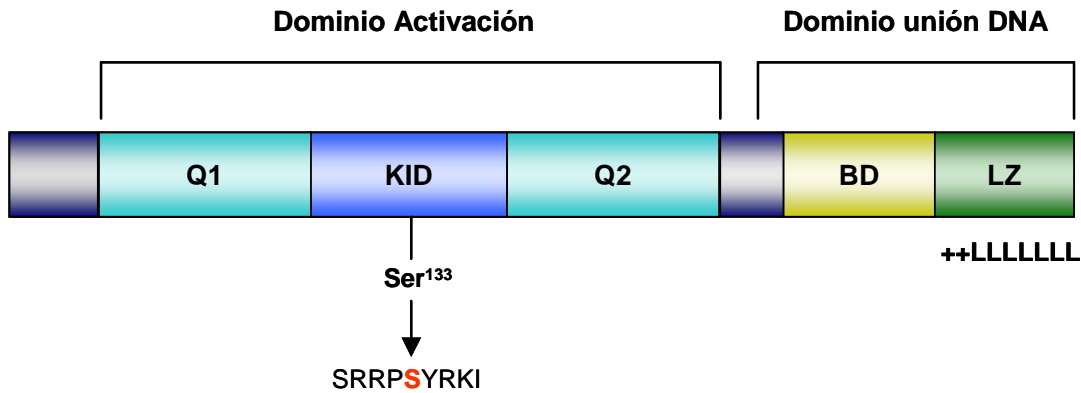 Dominio Activación
Dominio unión DNA
Q1
KID
Q2
BD
LZ
++LLLLLLL
Ser133
SRRPSYRKI